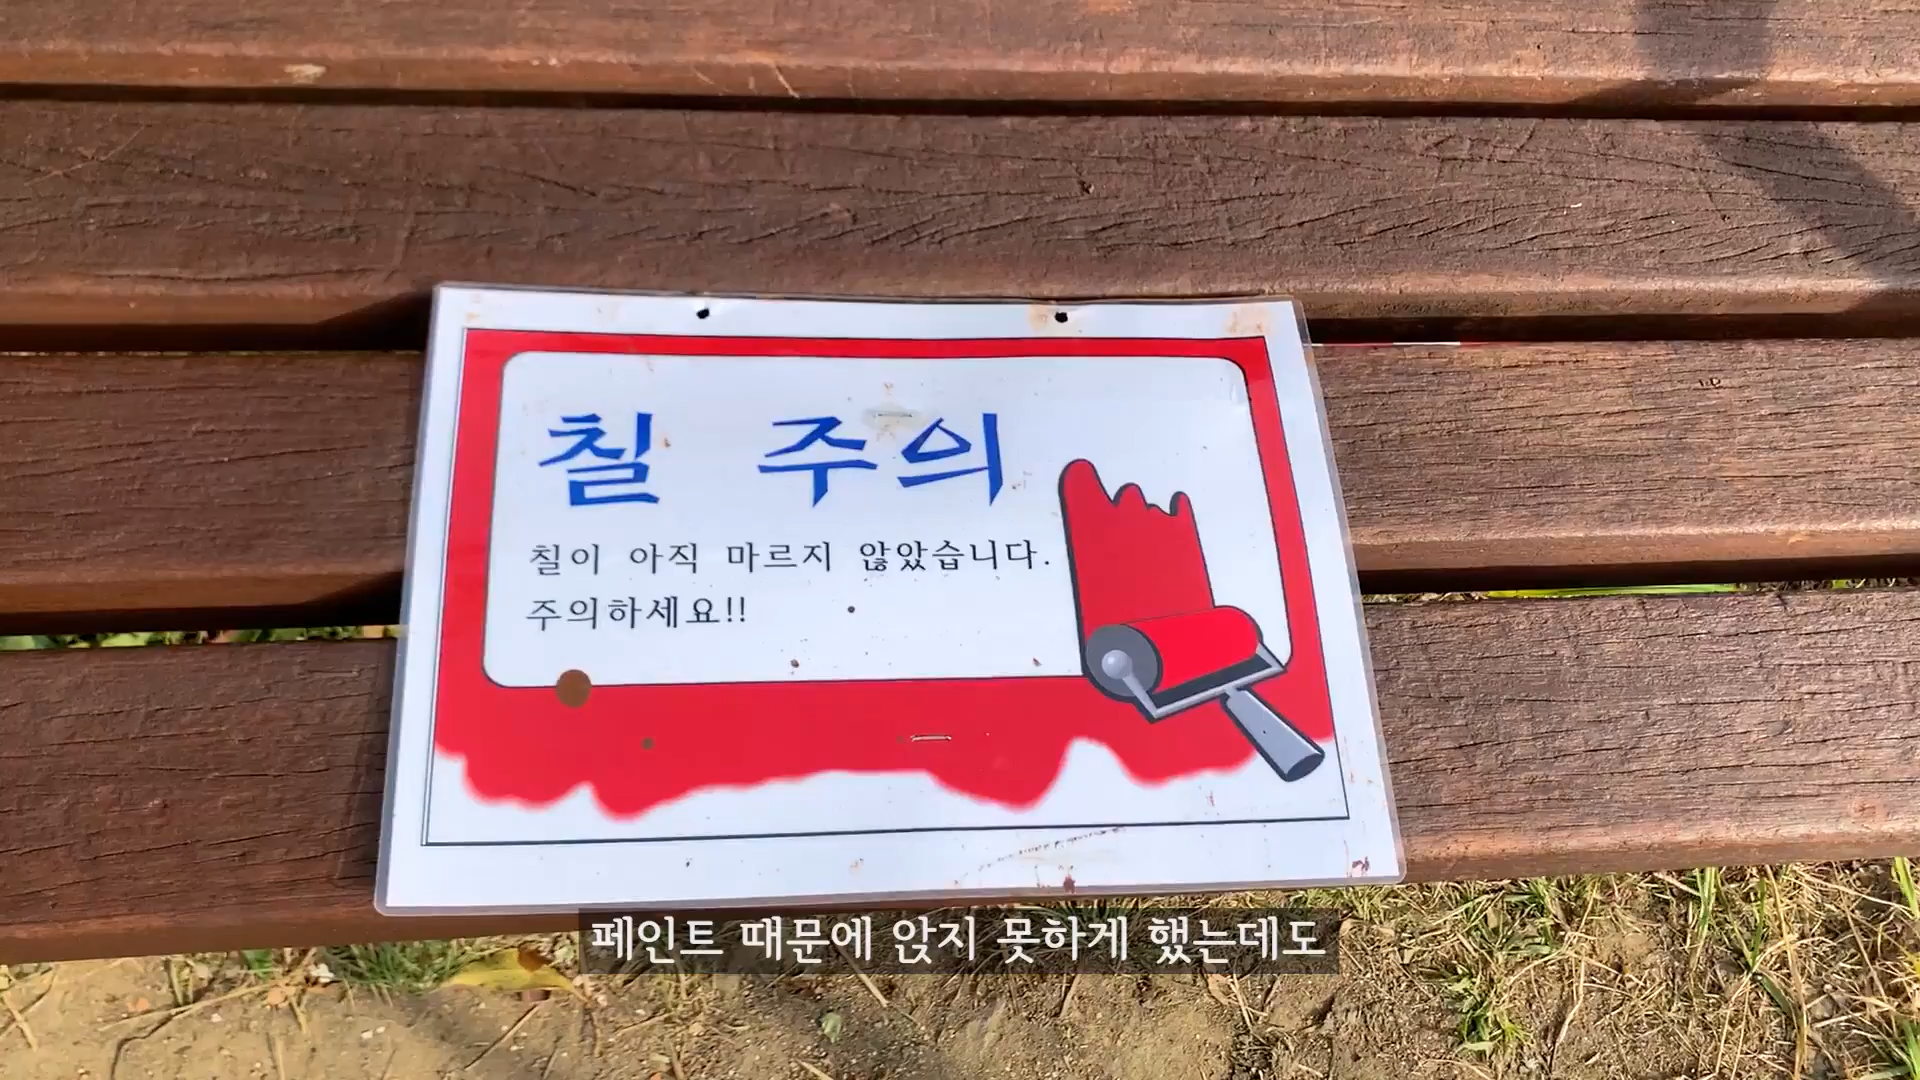 칠 주의
칠이 아직 마르지 않았습니다.
주의하세요!!
페인트 때문에 앉지 못하게 했는데도